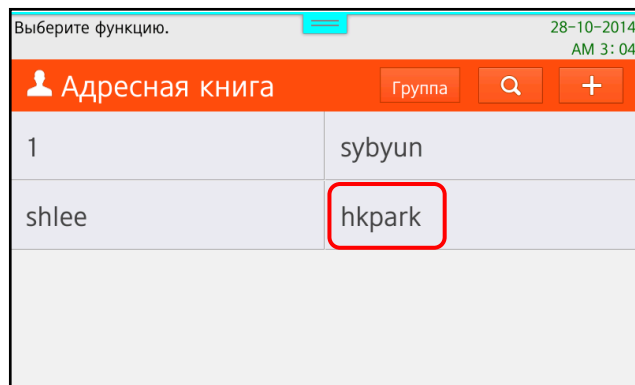 Выберите функцию.
28-10-2014
AM 3:04
Адресная книга
Группа
1
sybyun
shlee
hkpark